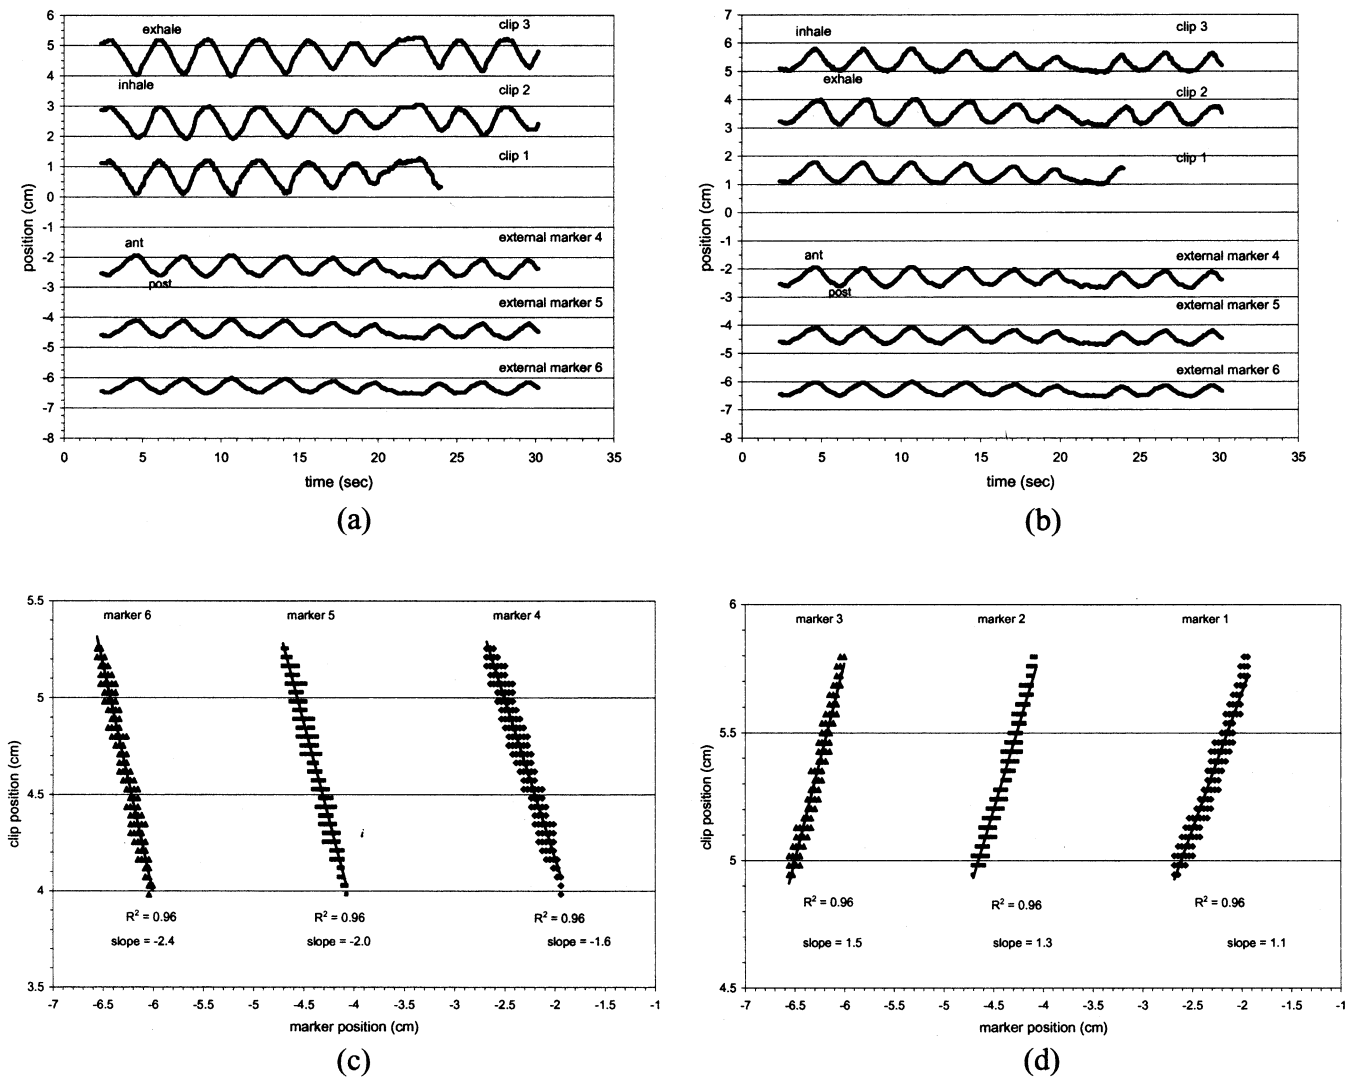 6
5
4
3
2
1
0
-1
-2
-3
-4
-5
-6
-7
-8
position (cm)
exhale
inhale
clip 3
clip 2
clip 1
ant
post
external marker 4
external marker 5
external marker 6
0 5 10 15 20 25 30 35
time (sec)
(a)
7
6
5
4
3
2
1
0
-1
-2
-3
-4
-5
-6
-7
-8
position (cm)
inhale
exhale
clip 3
clip 2
clip 1
ant
post
external marker 4
external marker 5
external marker 6
0 5 10 15 20 25 30 35
time (sec)
(b)
5.5
5
4.5
4
3.5
clip position (cm)
marker 6 marker 5 marker 4
i
R² = 0.96 R² = 0.96 R² = 0.96
slope = -2.4 slope = -2.0 slope = -1.6
-7 -6.5 -6 -5.5 -5 -4.5 -4 -3.5 -3 -2.5 -2 -1.5 -1
marker position (cm)
(c)
6
5.5
5
4.5
clip position (cm)
marker 3 marker 2 marker 1
R² = 0.96 R² = 0.96 R² = 0.96
slope = 1.5 slope = 1.3 slope = 1.1
-7 -6.5 -6 -5.5 -5 -4.5 -4 -3.5 -3 -2.5 -2 -1.5 -1
marker position (cm)
(d)